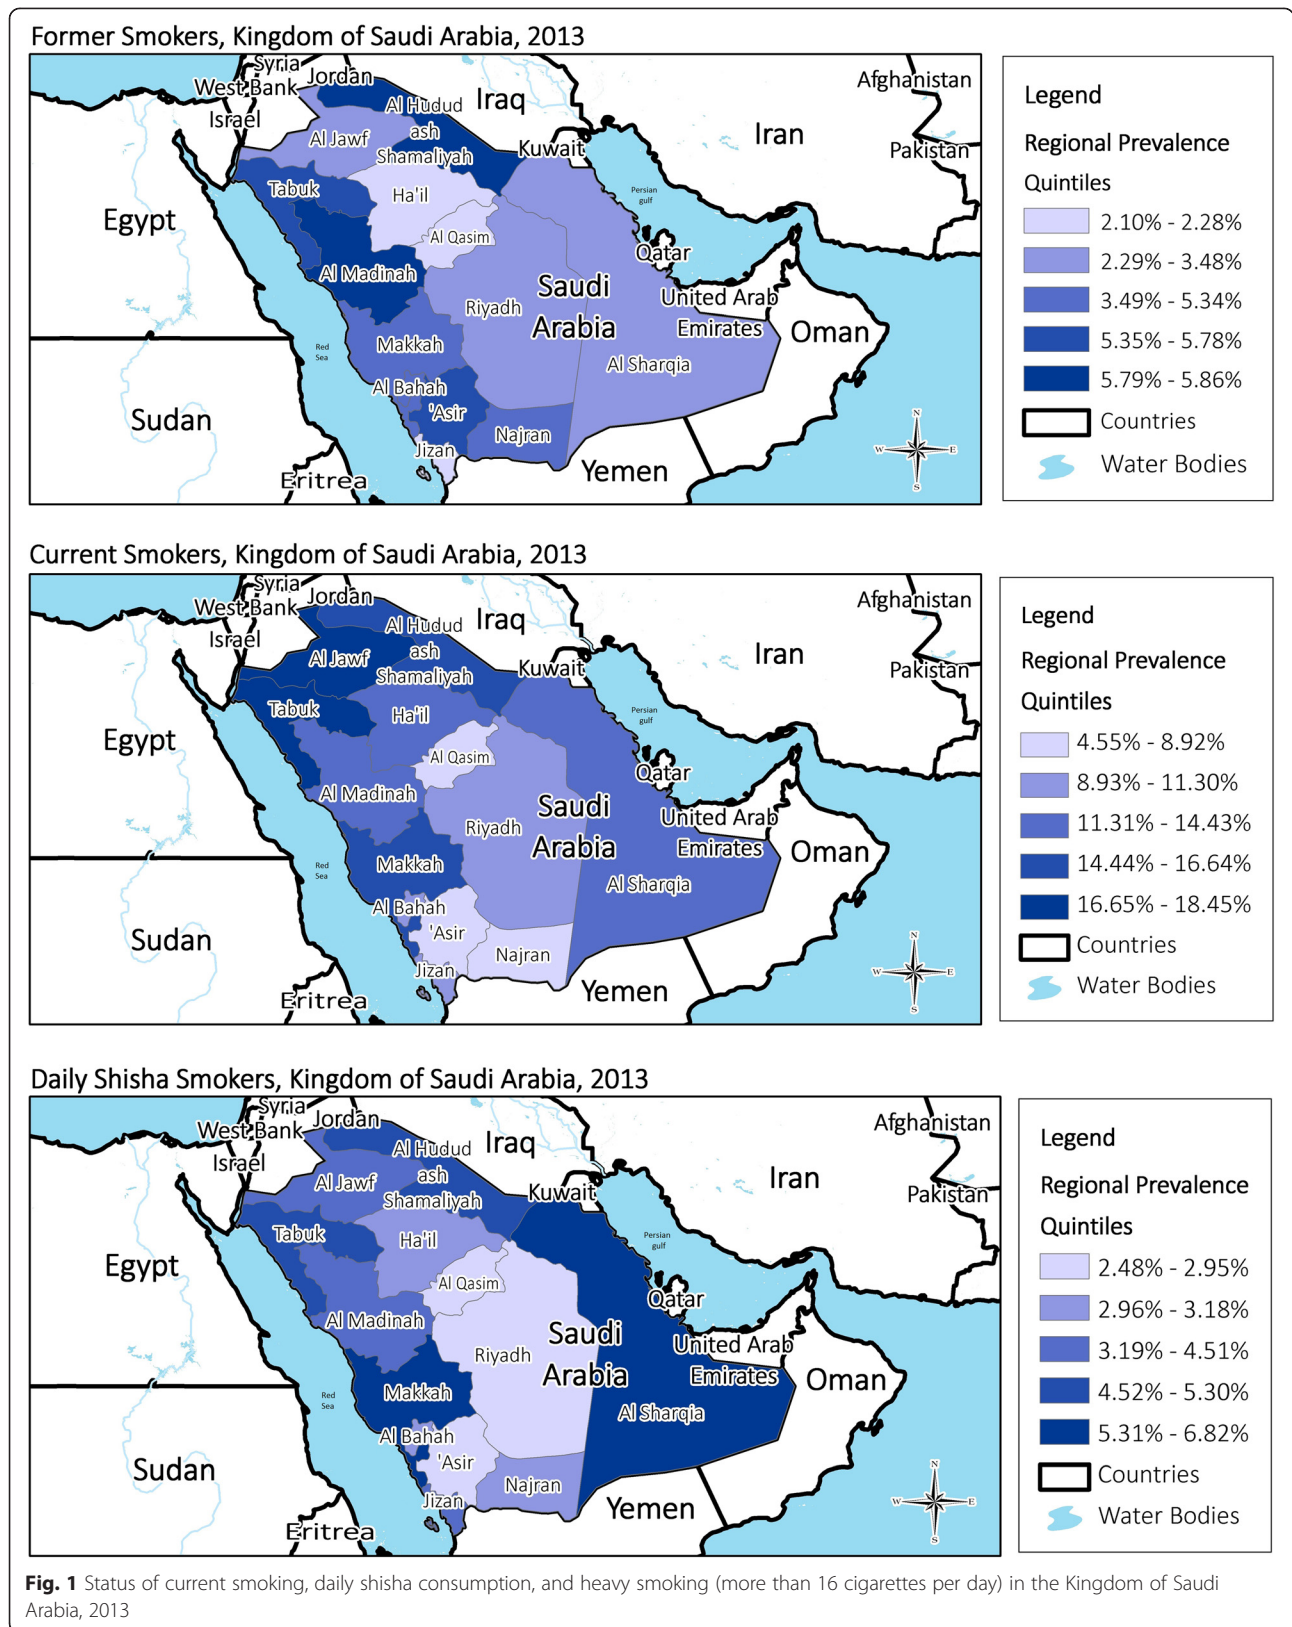 Former Smokers, Kingdom of Saudi Arabia, 2013
Syria
West Bank
Jordan
Israel
Al Hudud
ash
Shamaliyah
Iraq
Afghanistan
Iran
Pakistan
Kuwait
Al Jawf
Tabuk
Ha'il
Persian
gulf
Egypt
Al Qasim
Qatar
Al Madinah
Saudi
Arabia
Riyadh
United Arab
Emirates
Oman
Red
Sea
Makkah
Al Sharqia
Al Bahah
'Asir
Sudan
Najran
Jizan
Yemen
Eritrea
N
W
E
S
Legend
Regional Prevalence
Quintiles
2.10% - 2.28%
2.29% - 3.48%
3.49% - 5.34%
5.35% - 5.78%
5.79% - 5.86%
Countries
Water Bodies
Current Smokers, Kingdom of Saudi Arabia, 2013
Syria
West Bank
Jordan
Israel
Al Hudud
ash
Shamaliyah
Iraq
Afghanistan
Iran
Pakistan
Kuwait
Al Jawf
Tabuk
Ha'il
Persian
gulf
Egypt
Al Qasim
Qatar
Al Madinah
Saudi
Arabia
Riyadh
United Arab
Emirates
Oman
Red
Sea
Makkah
Al Sharqia
Al Bahah
'Asir
Sudan
Najran
Jizan
Yemen
Eritrea
N
W
E
S
Legend
Regional Prevalence
Quintiles
4.55% - 8.92%
8.93% - 11.30%
11.31% - 14.43%
14.44% - 16.64%
16.65% - 18.45%
Countries
Water Bodies
Daily Shisha Smokers, Kingdom of Saudi Arabia, 2013
Syria
West Bank
Jordan
Israel
Al Hudud
ash
Shamaliyah
Iraq
Afghanistan
Iran
Pakistan
Kuwait
Al Jawf
Tabuk
Ha'il
Persian
gulf
Egypt
Al Qasim
Qatar
Al Madinah
Saudi
Arabia
Riyadh
United Arab
Emirates
Oman
Red
Sea
Makkah
Al Sharqia
Al Bahah
'Asir
Sudan
Najran
Jizan
Yemen
Eritrea
N
W
E
S
Legend
Regional Prevalence
Quintiles
2.48% - 2.95%
2.96% - 3.18%
3.19% - 4.51%
4.52% - 5.30%
5.31% - 6.82%
Countries
Water Bodies
Fig. 1 Status of current smoking, daily shisha consumption, and heavy smoking (more than 16 cigarettes per day) in the Kingdom of Saudi
Arabia, 2013